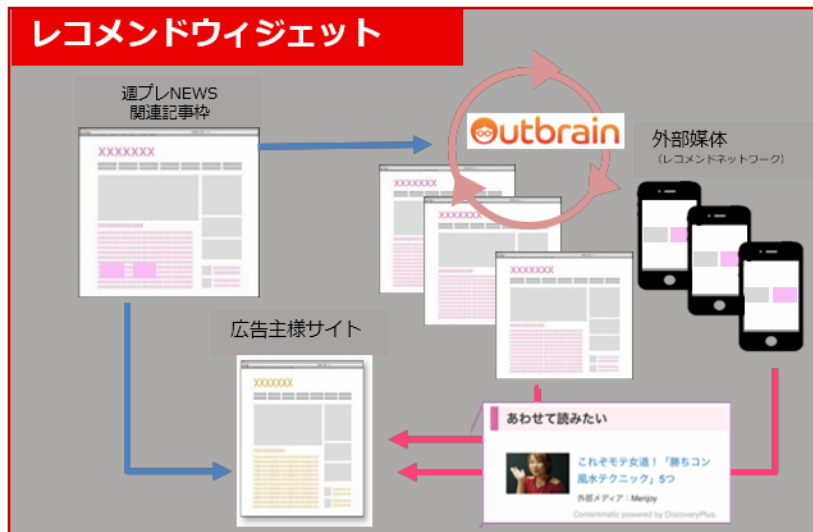 レコメンドウィジェット
週プレNEWS
関連記事枠
Outbrain
外部媒体
（レコメンドネットワーク）
XXXXXXX
XXXXXXX
XXXXXXX
XXXXXXX
広告主様サイト
XXXXXXX
あわせて読みたい
これぞモテ女道！「勝ちコン
風水テクニック」5つ
外部メディア：Menjoy
Contentmatic powered by DiscoveryPlus